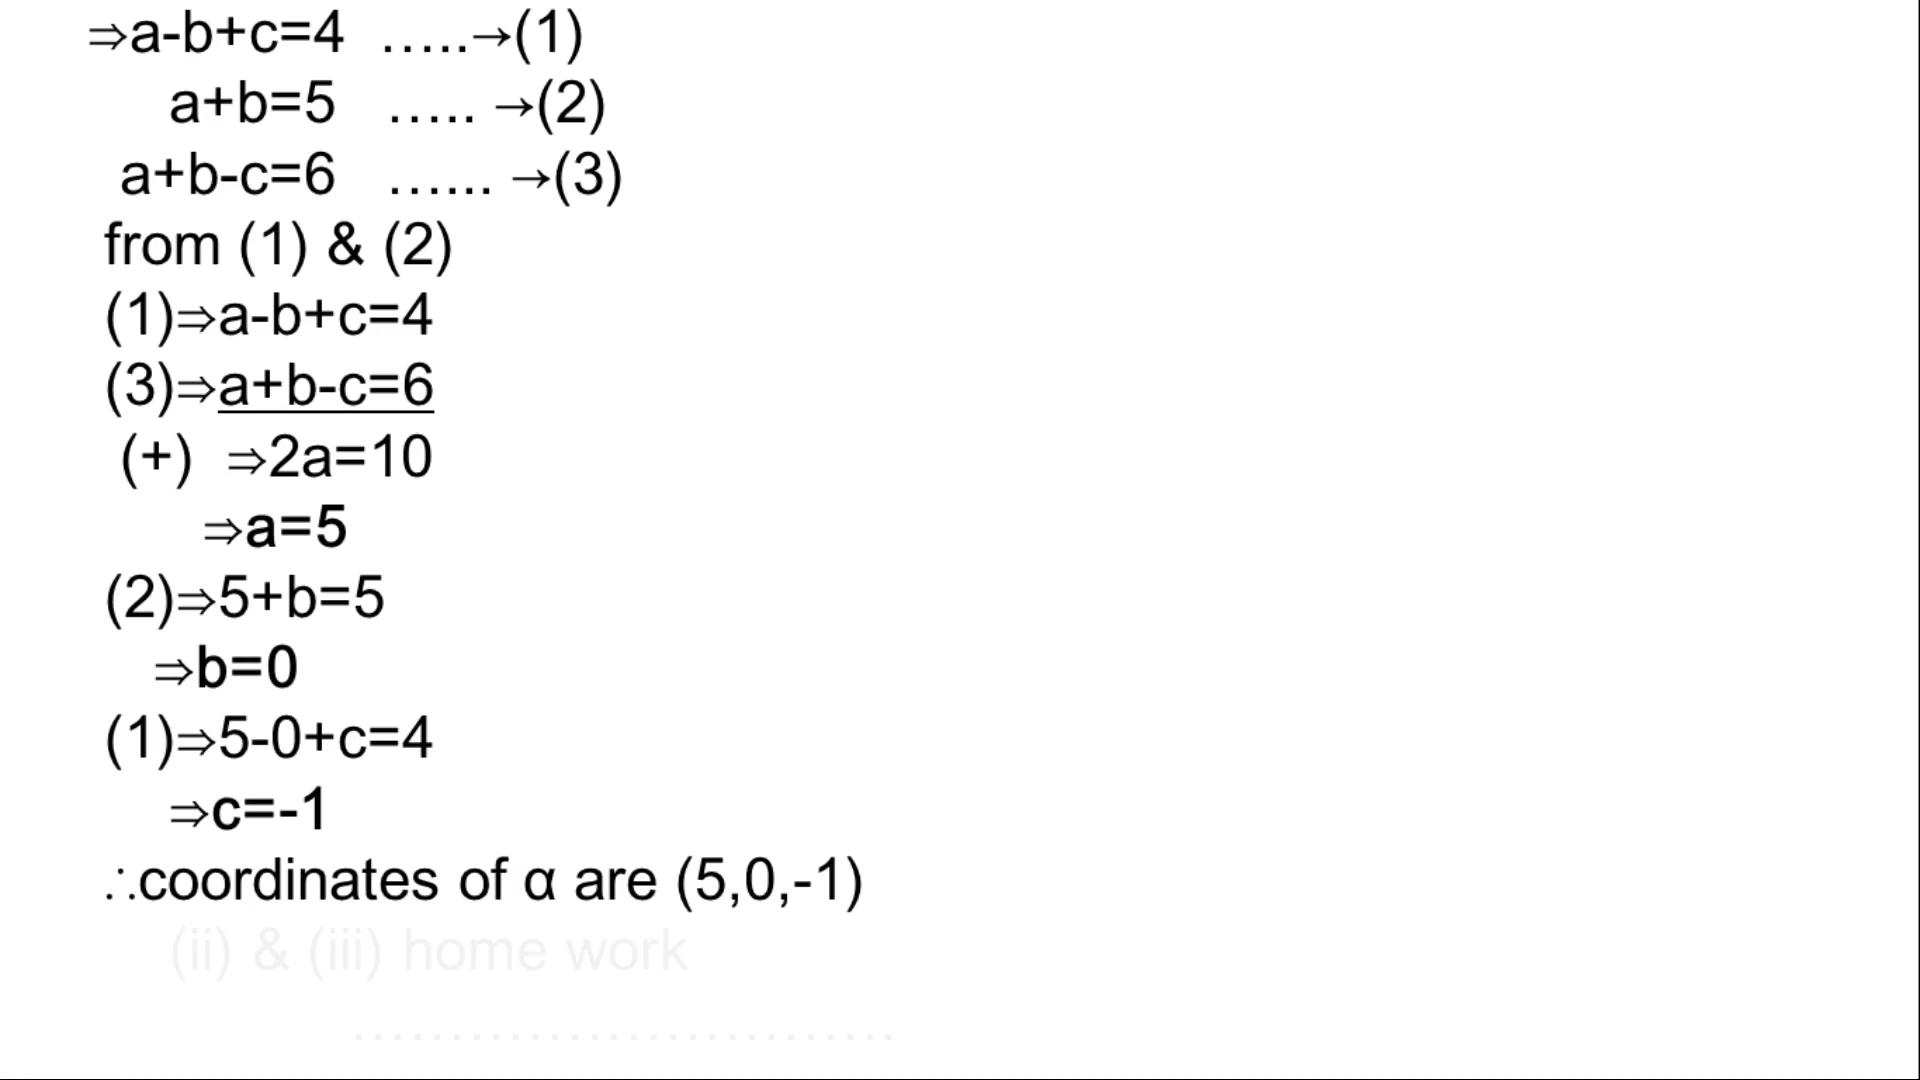 ⇒a-b+c=4 …..→(1)
a+b=5 ….. →(2)
a+b-c=6 …... →(3)
from (1) & (2)
(1)⇒a-b+c=4
(3)⇒a+b-c=6
(+) ⇒2a=10
⇒a=5
(2)⇒5+b=5
⇒b=0
(1)⇒5-0+c=4
⇒c=-1
∴coordinates of α are (5,0,-1)
(ii) & (iii) home work
………………………